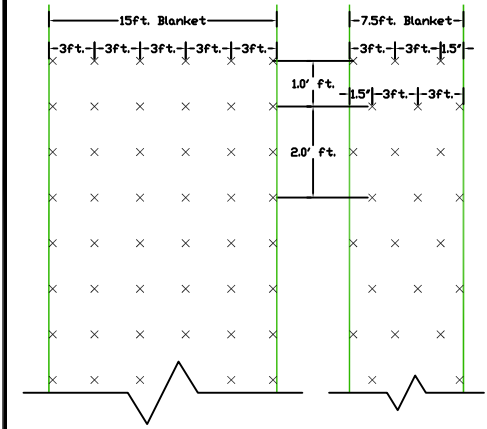 15ft. Blanket
7.5ft. Blanket
3ft. 3ft. 3ft. 3ft. 3ft.
3ft. 3ft. 1.5"
1.0' ft.
1.5" 3ft. 3ft.
2.0' ft.